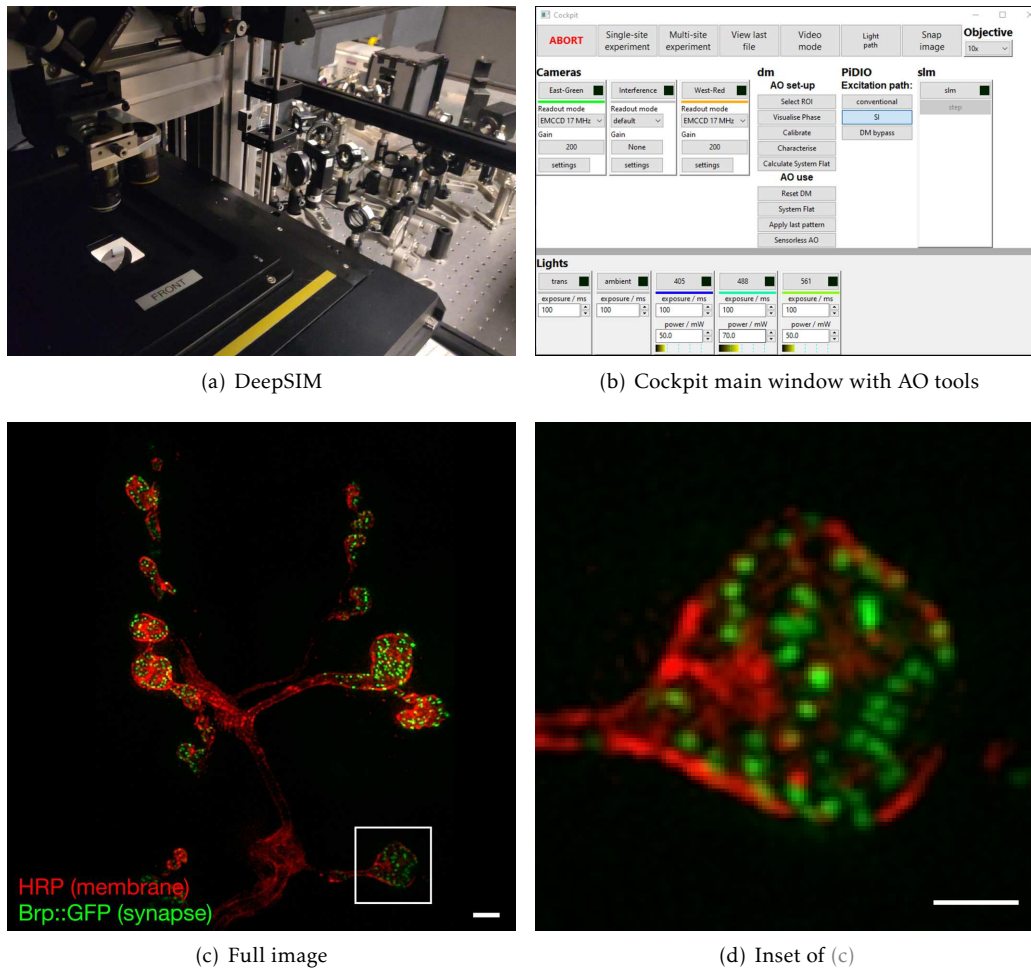 FRONT
(a) DeepSIM
Cockpit
ABORT
Single-site experiment
Multi-site experiment
View last file
Video mode
Light path
Snap image
Objective
10x
Cameras
East-Green
Interference
West-Red
Readout mode
Readout mode
Readout mode
EMCCD 17 MHz
default
EMCCD 17 MHz
Gain
Gain
Gain
200
None
200
settings
settings
settings
dm
AO set-up
Select ROI
Visualise Phase
Calibrate
Characterise
Calculate System Flat
AO use
Reset DM
System Flat
Apply last pattern
Sensorless AO
PiDIO
Excitation path:
conventional
SI
DM bypass
slm
slm
step
Lights
trans
ambient
405
488
561
exposure / ms
exposure / ms
exposure / ms
exposure / ms
exposure / ms
100
100
100
100
100
power / mW
power / mW
power / mW
50.0
70.0
50.0
(b) Cockpit main window with AO tools
HRP (membrane)
Brp::GFP (synapse)
(c) Full image
(d) Inset of (c)